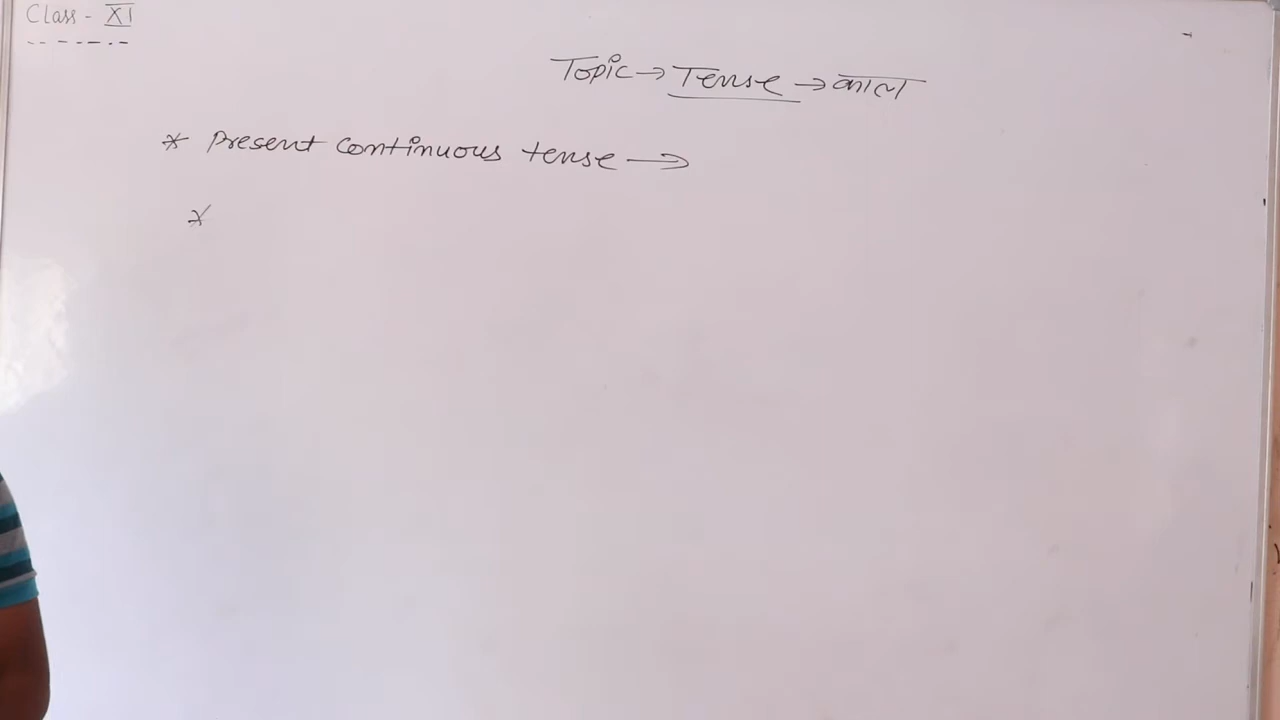 Class - XI
Topic → Tense → काल
* Present continuous tense →
*